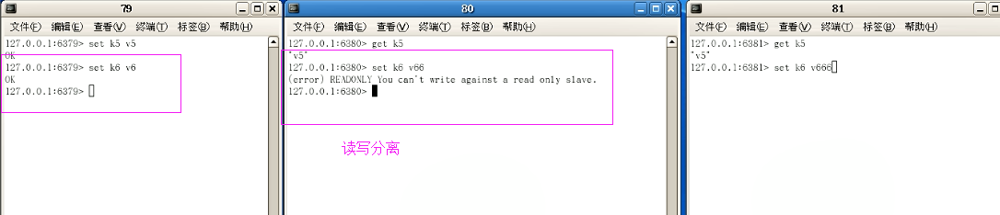 79
文件(F) 编辑(E) 查看(V) 终端(T) 标签(B) 帮助(H)
127.0.0.1:6379> set k5 v5
OK
127.0.0.1:6379> set k6 v6
OK
127.0.0.1:6379>
80
文件(F) 编辑(E) 查看(V) 终端(T) 标签(B) 帮助(H)
127.0.0.1:6380> get k5
"v5"
127.0.0.1:6380> set k6 v66
(error) READONLY You can't write against a read only slave.
127.0.0.1:6380>
读写分离
81
文件(F) 编辑(E) 查看(V) 终端(T) 标签(B) 帮助(H)
127.0.0.1:6381> get k5
"v5"
127.0.0.1:6381> set k6 v666